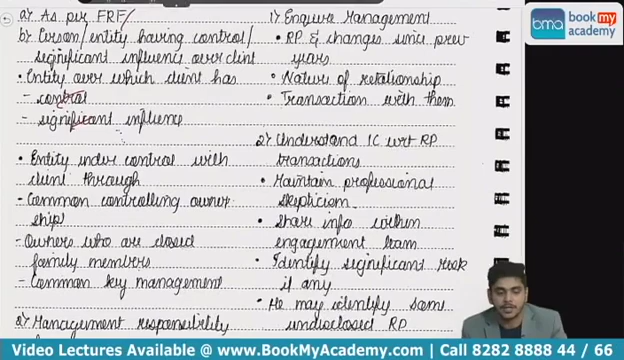 a) As per FRF
b) Person/entity having control/
significant influence over client
• Entity over which client has
- control
- significant influence
• Entity under control with
client through
- Common controlling owner
ship
- Owners who are closed
family members
- Common key management
2) Management responsibility
1) Enquire Management
• RP & changes since prev
years
• Nature of relationship
• Transaction with them
2) Understand IC wrt RP
transactions
• Maintain professional
skepticism
• Share info within
engagement team
• Identify significant risk
if any
• He may identify some
undisclosed RP
bma
book my
academy
Video Lectures Available @ www.BookMyAcademy.com | Call 8282 8888 44 / 66